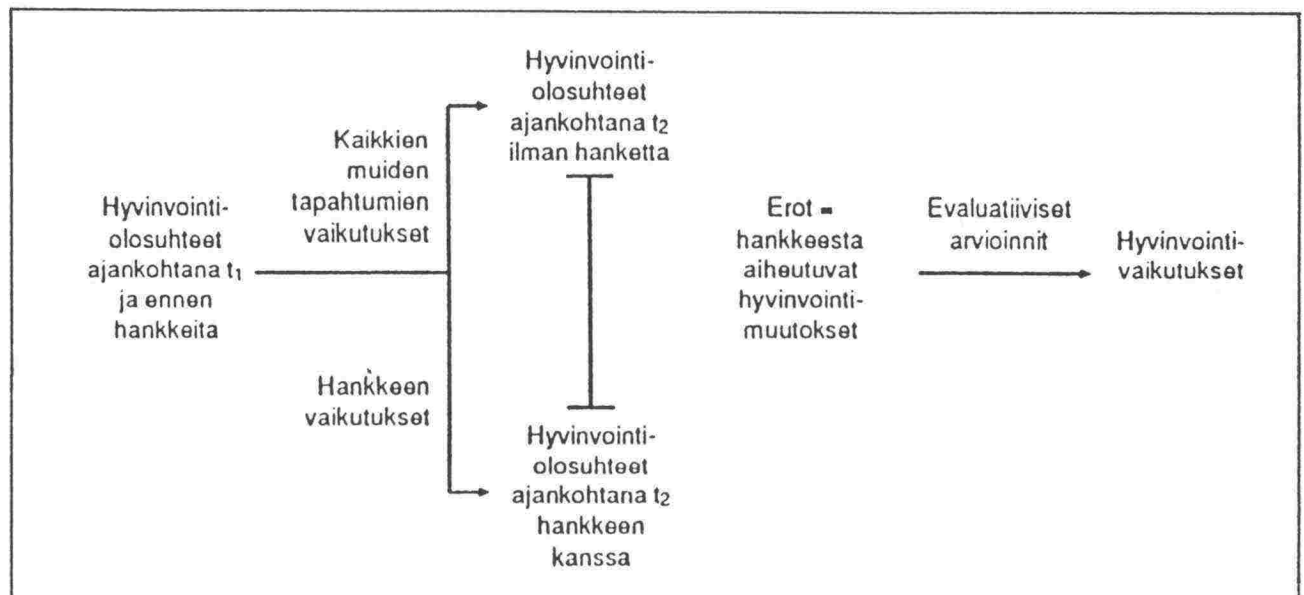 Hyvinvointi-
olosuhteet
ajankohtana t₁
ja ennen
hankkeita
Kaikkien
muiden
tapahtumien
vaikutukset
Hankkeen
vaikutukset
Hyvinvointi-
olosuhteet
ajankohtana t₂
ilman hanketta
Hyvinvointi-
olosuhteet
ajankohtana t₂
hankkeen
kanssa
Erot =
hankkeesta
aiheutuvat
hyvinvointi-
muutokset
Evaluatiiviset
arvioinnit
Hyvinvointi-
vaikutukset